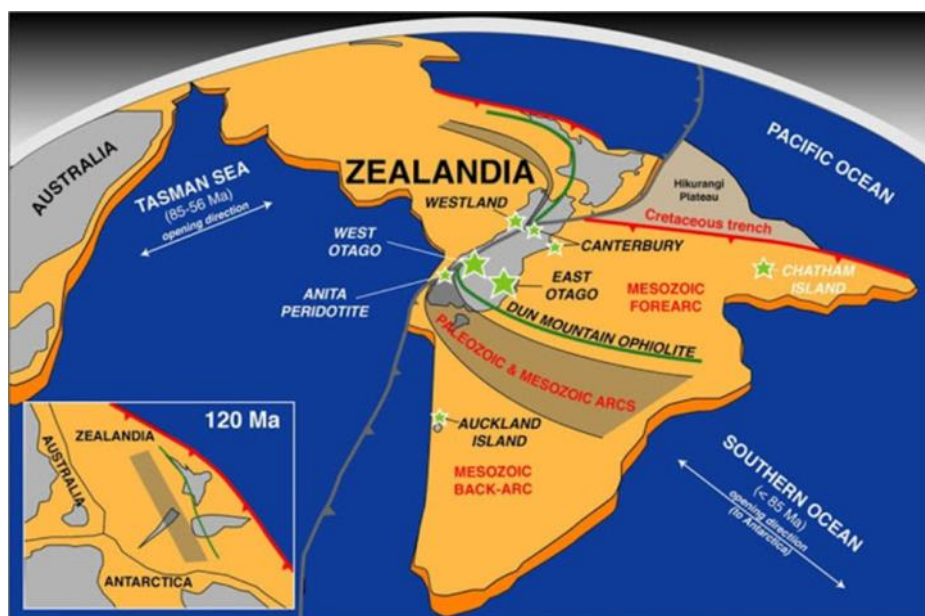 AUSTRALIA
TASMAN SEA
(85-56 Ma)
opening direction
ZEALANDIA
WESTLAND
WEST
OTAGO
ANITA
PERIDOTITE
PACIFIC OCEAN
Hikurangi
Plateau
Cretaceous trench
CANTERBURY
CHATHAM
ISLAND
EAST
OTAGO
MESOZOIC
FOREARC
DUN MOUNTAIN OPHIOLITE
PALEOZOIC & MESOZOIC ARCS
AUCKLAND
ISLAND
MESOZOIC
BACK-ARC
SOUTHERN OCEAN
(< 85 Ma)
opening direction
(to Antarctica)
120 Ma
ZEALANDIA
AUSTRALIA
ANTARCTICA